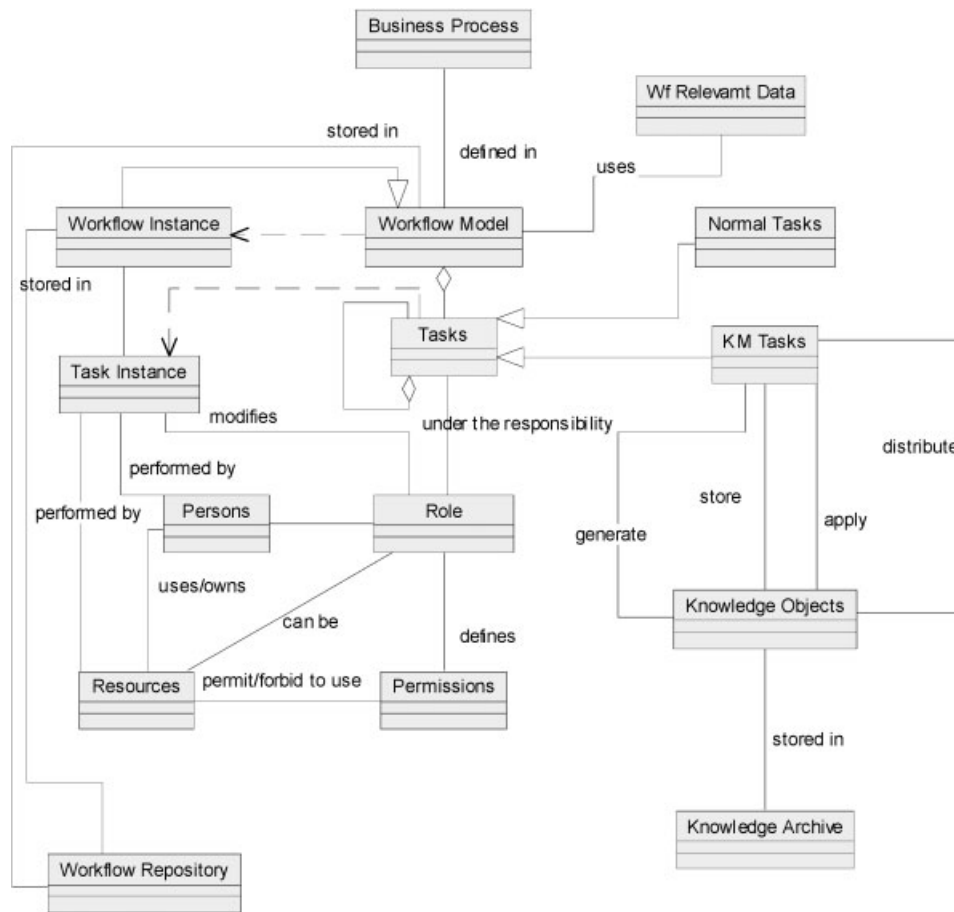 Business Process
Wf Relevamt Data
stored in
defined in
uses
Workflow Instance
Workflow Model
Normal Tasks
stored in
Tasks
KM Tasks
Task Instance
modifies
under the responsibility
distribute
performed by
store
performed by
Persons
Role
generate
apply
uses/owns
can be
Knowledge Objects
defines
Resources
permit/forbid to use
Permissions
stored in
Knowledge Archive
Workflow Repository